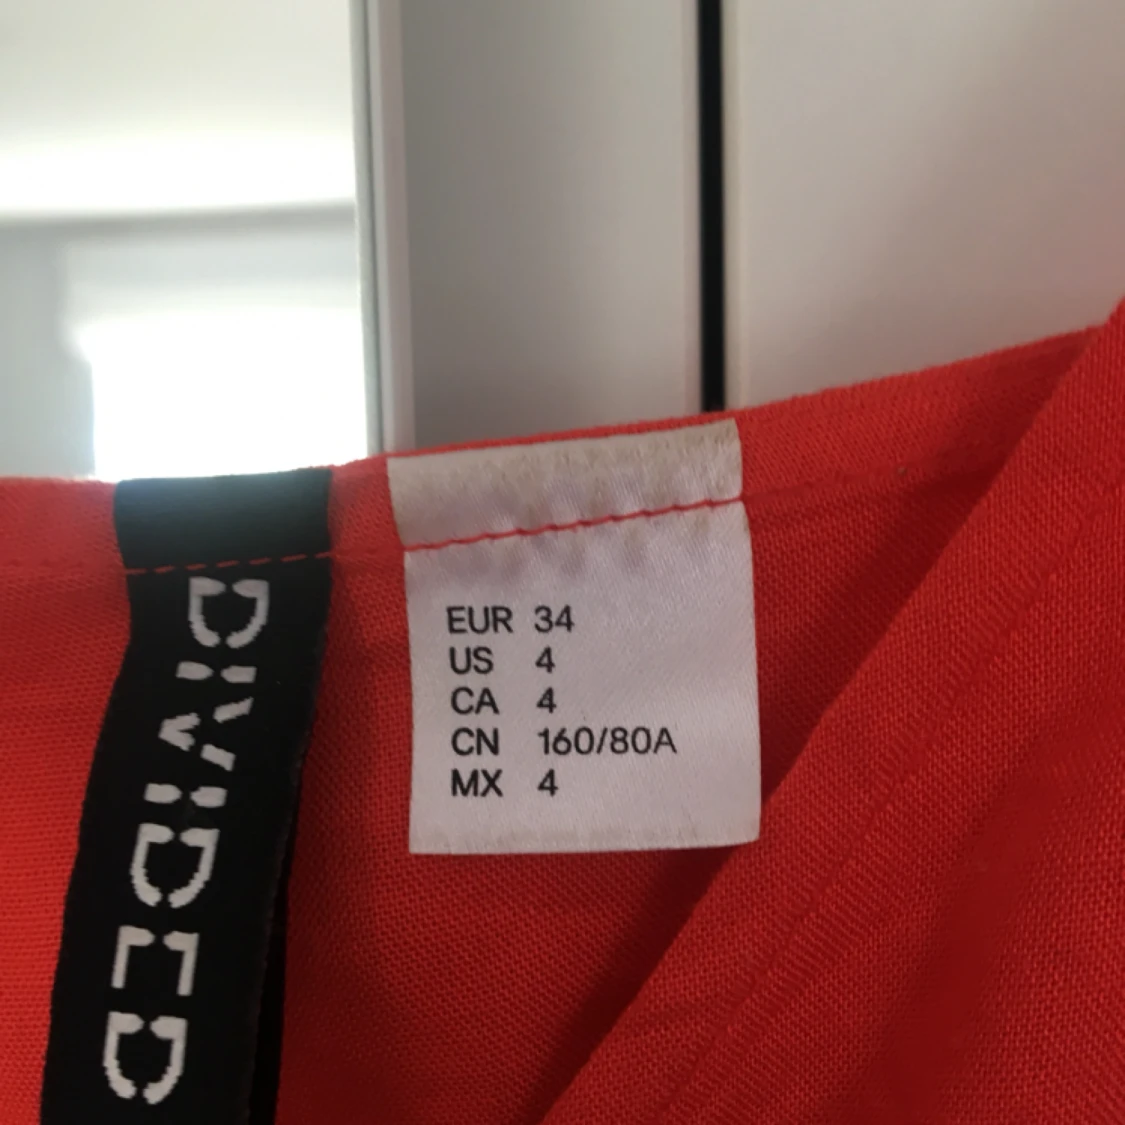 DIVIDED
EUR 34
US 4
CA 4
CN 160/80A
MX 4